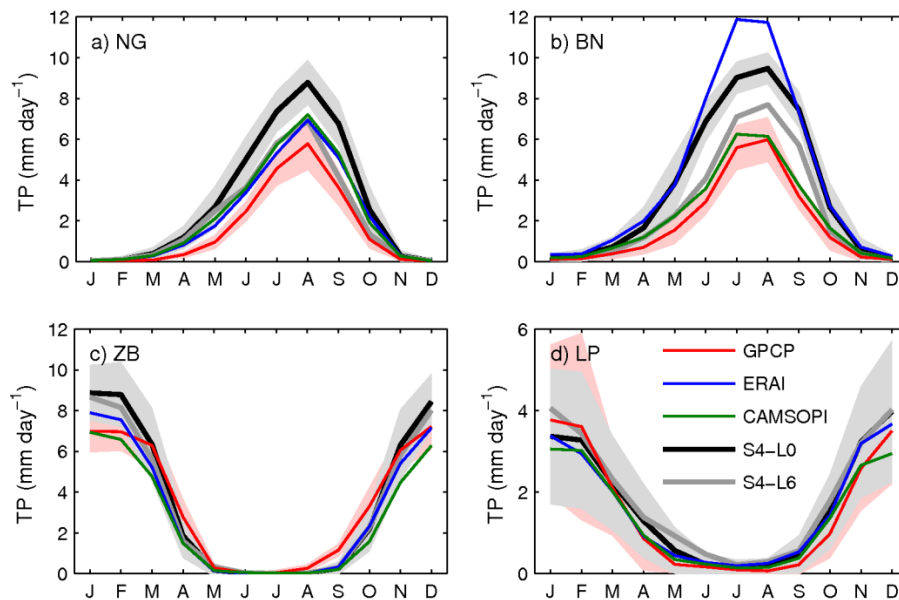 12
10
8
6
4
2
0
TP (mm day⁻¹)
a) NG
J F M A M J J A S O N D
12
10
8
6
4
2
0
TP (mm day⁻¹)
b) BN
J F M A M J J A S O N D
12
10
8
6
4
2
0
TP (mm day⁻¹)
c) ZB
J F M A M J J A S O N D
6
4
2
0
TP (mm day⁻¹)
d) LP
GPCP
ERAI
CAMSOPI
S4−L0
S4−L6
J F M A M J J A S O N D